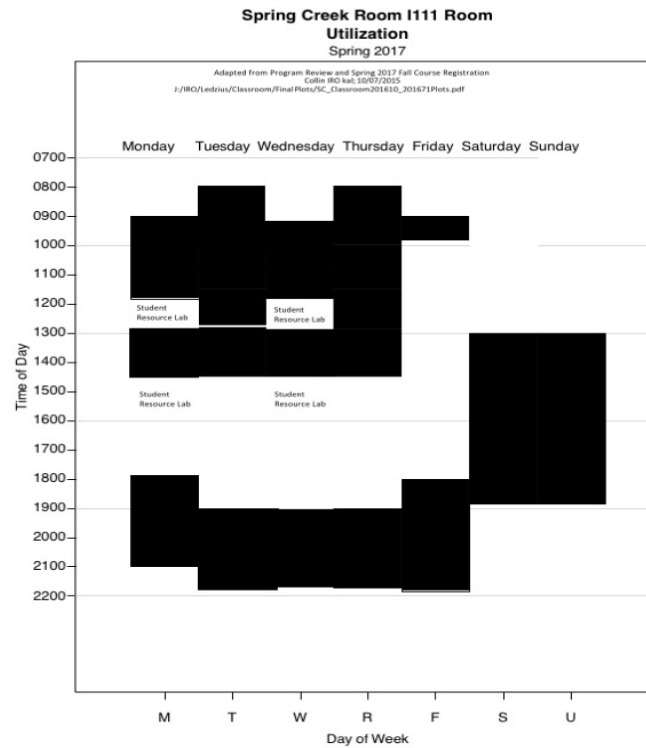 Spring Creek Room I111 Room
Utilization
Spring 2017
Adapted from Program Review and Spring 2017 Fall Course Registration
Collin IRO kal; 10/07/2015
J:/IRO/Ledzius/Classroom/Final Plots/SC_Classroom201610_201671Plots.pdf
Monday Tuesday Wednesday Thursday Friday Saturday Sunday
0700
0800
0900
1000
1100
1200
Student
Resource Lab
Student
Resource Lab
1300
1400
Student
Resource Lab
Student
Resource Lab
1500
1600
1700
1800
1900
2000
2100
2200
Time of Day
M T W R F S U
Day of Week